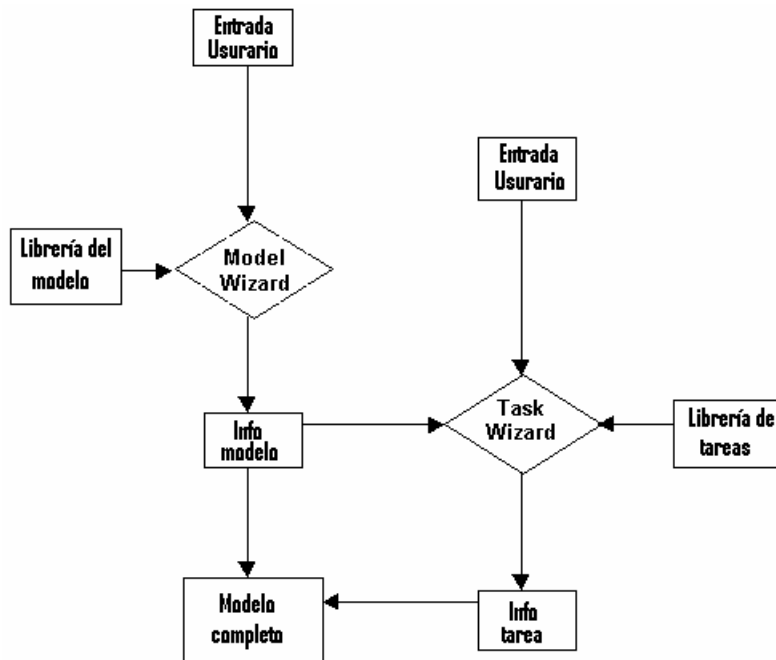 Entrada
Usurario
Entrada
Usurario
Librería del
modelo
Model
Wizard
Info
modelo
Task
Wizard
Librería de
tareas
Modelo
completo
Info
tarea